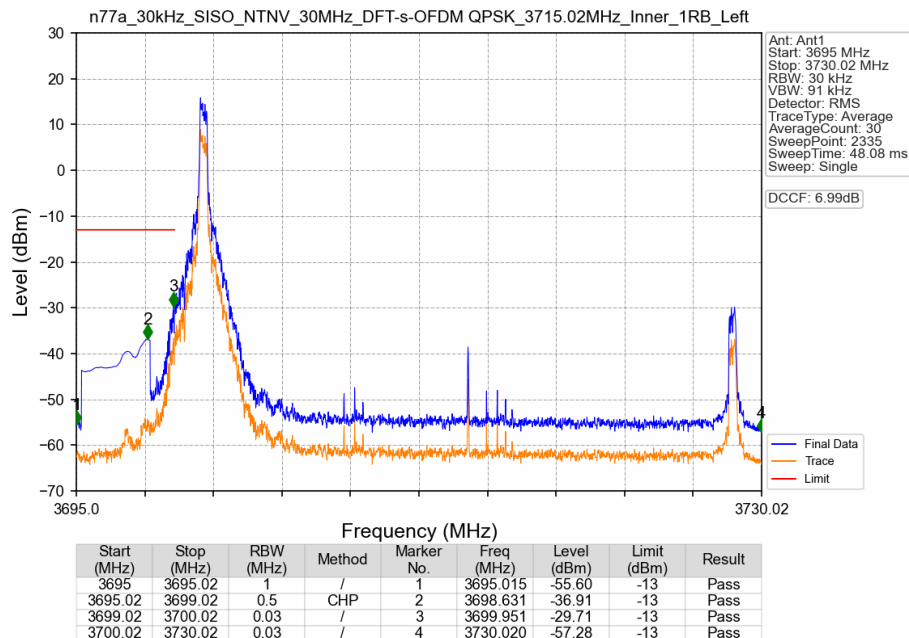 n77a_30kHz_SISO_NTNV_30MHz_DFT-s-OFDM QPSK_3715.02MHz_Inner_1RB_Left
Ant: Ant1
Start: 3695 MHz
Stop: 3730.02 MHz
RBW: 30 kHz
VBW: 91 kHz
Detector: RMS
TraceType: Average
AverageCount: 30
SweepPoint: 2335
SweepTime: 48.08 ms
Sweep: Single
DCCF: 6.99dB
Level (dBm)
30
20
10
0
−10
−20
−30
−40
−50
−60
−70
1
2
3
4
Final Data
Trace
Limit
3695.0
3730.02
Frequency (MHz)
Start (MHz) Stop (MHz) RBW (MHz) Method Marker No. Freq (MHz) Level (dBm) Limit (dBm) Result
3695 3695.02 1 / 1 3695.015 -55.60 -13 Pass
3695.02 3699.02 0.5 CHP 2 3698.631 -36.91 -13 Pass
3699.02 3700.02 0.03 / 3 3699.951 -29.71 -13 Pass
3700.02 3730.02 0.03 / 4 3730.020 -57.28 -13 Pass